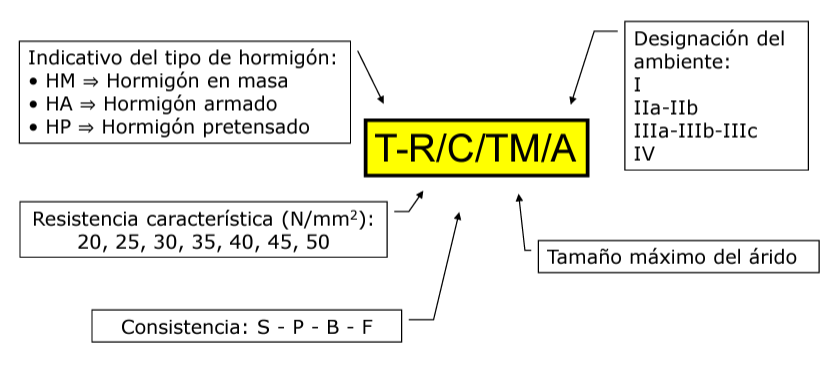 Indicativo del tipo de hormigón:
• HM ⇒ Hormigón en masa
• HA ⇒ Hormigón armado
• HP ⇒ Hormigón pretensado
Designación del
ambiente:
I
IIa-IIb
IIIa-IIIb-IIIc
IV
T-R/C/TM/A
Resistencia característica (N/mm²):
20, 25, 30, 35, 40, 45, 50
Tamaño máximo del árido
Consistencia: S - P - B - F